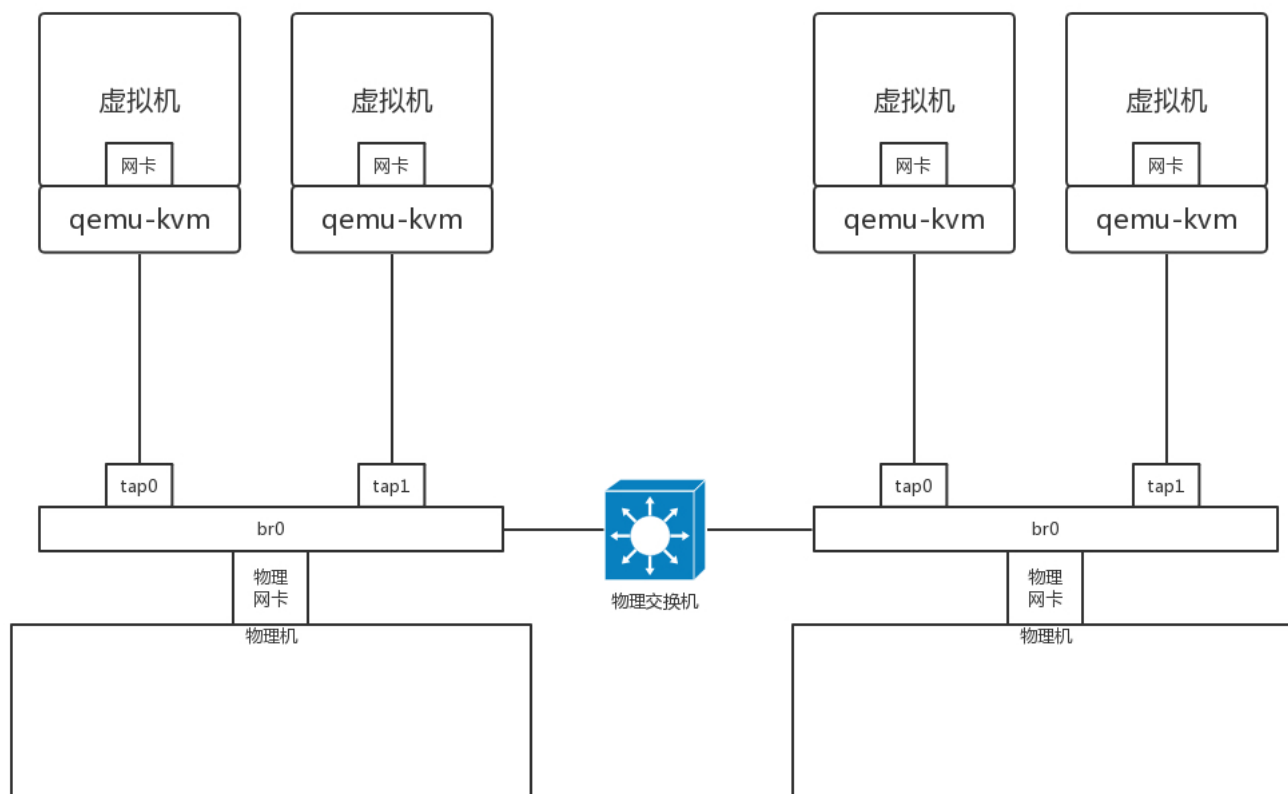 虚拟机
虚拟机
虚拟机
虚拟机
网卡
网卡
网卡
网卡
qemu-kvm
qemu-kvm
qemu-kvm
qemu-kvm
tap0
tap1
tap0
tap1
br0
br0
物理
网卡
物理
网卡
物理交换机
物理机
物理机